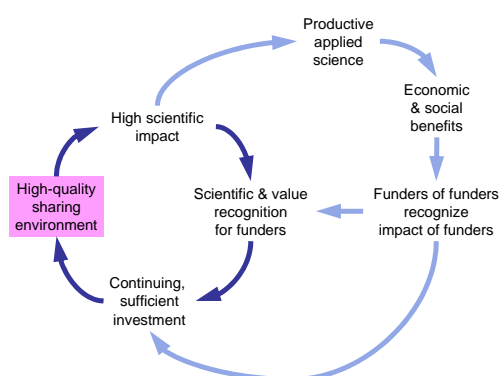 Productive
applied
science
Economic
& social
benefits
High scientific
impact
High-quality
sharing
environment
Scientific & value
recognition
for funders
Funders of funders
recognize
impact of funders
Continuing,
sufficient
investment